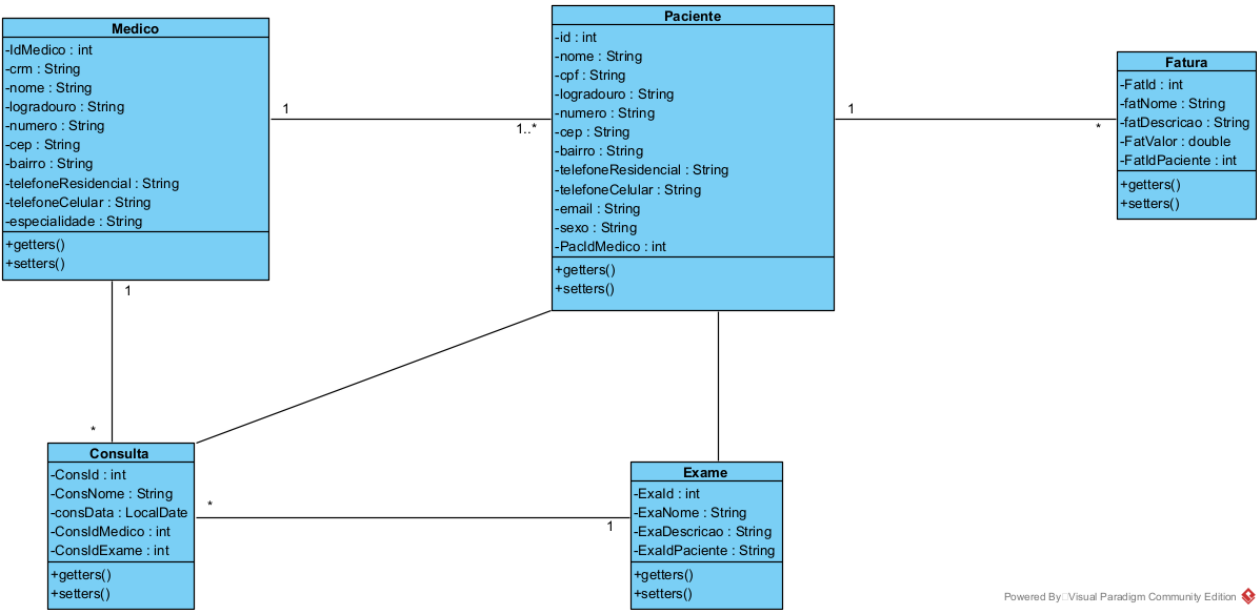 Medico
-IdMedico : int
-crm : String
-nome : String
-logradouro : String
-numero : String
-cep : String
-bairro : String
-telefoneResidencial : String
-telefoneCelular : String
-especialidade : String
+getters()
+setters()
1
1..*
Paciente
-id : int
-nome : String
-cpf : String
-logradouro : String
-numero : String
-cep : String
-bairro : String
-telefoneResidencial : String
-telefoneCelular : String
-email : String
-sexo : String
-PacIdMedico : int
+getters()
+setters()
1
*
Fatura
-FatId : int
-fatNome : String
-fatDescricao : String
-FatValor : double
-FatIdPaciente : int
+getters()
+setters()
1
*
Consulta
-ConsId : int
-ConsNome : String
-consData : LocalDate
-ConsIdMedico : int
-ConsIdExame : int
+getters()
+setters()
*
1
Exame
-ExaId : int
-ExaNome : String
-ExaDescricao : String
-ExaIdPaciente : String
+getters()
+setters()
Powered By Visual Paradigm Community Edition